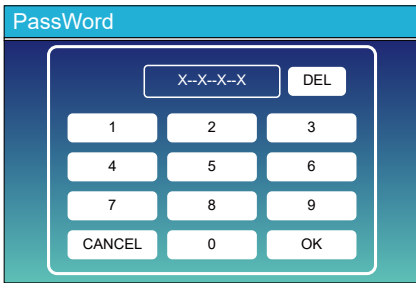 PassWord
X--X--X--X DEL
1 2 3
4 5 6
7 8 9
CANCEL 0 OK